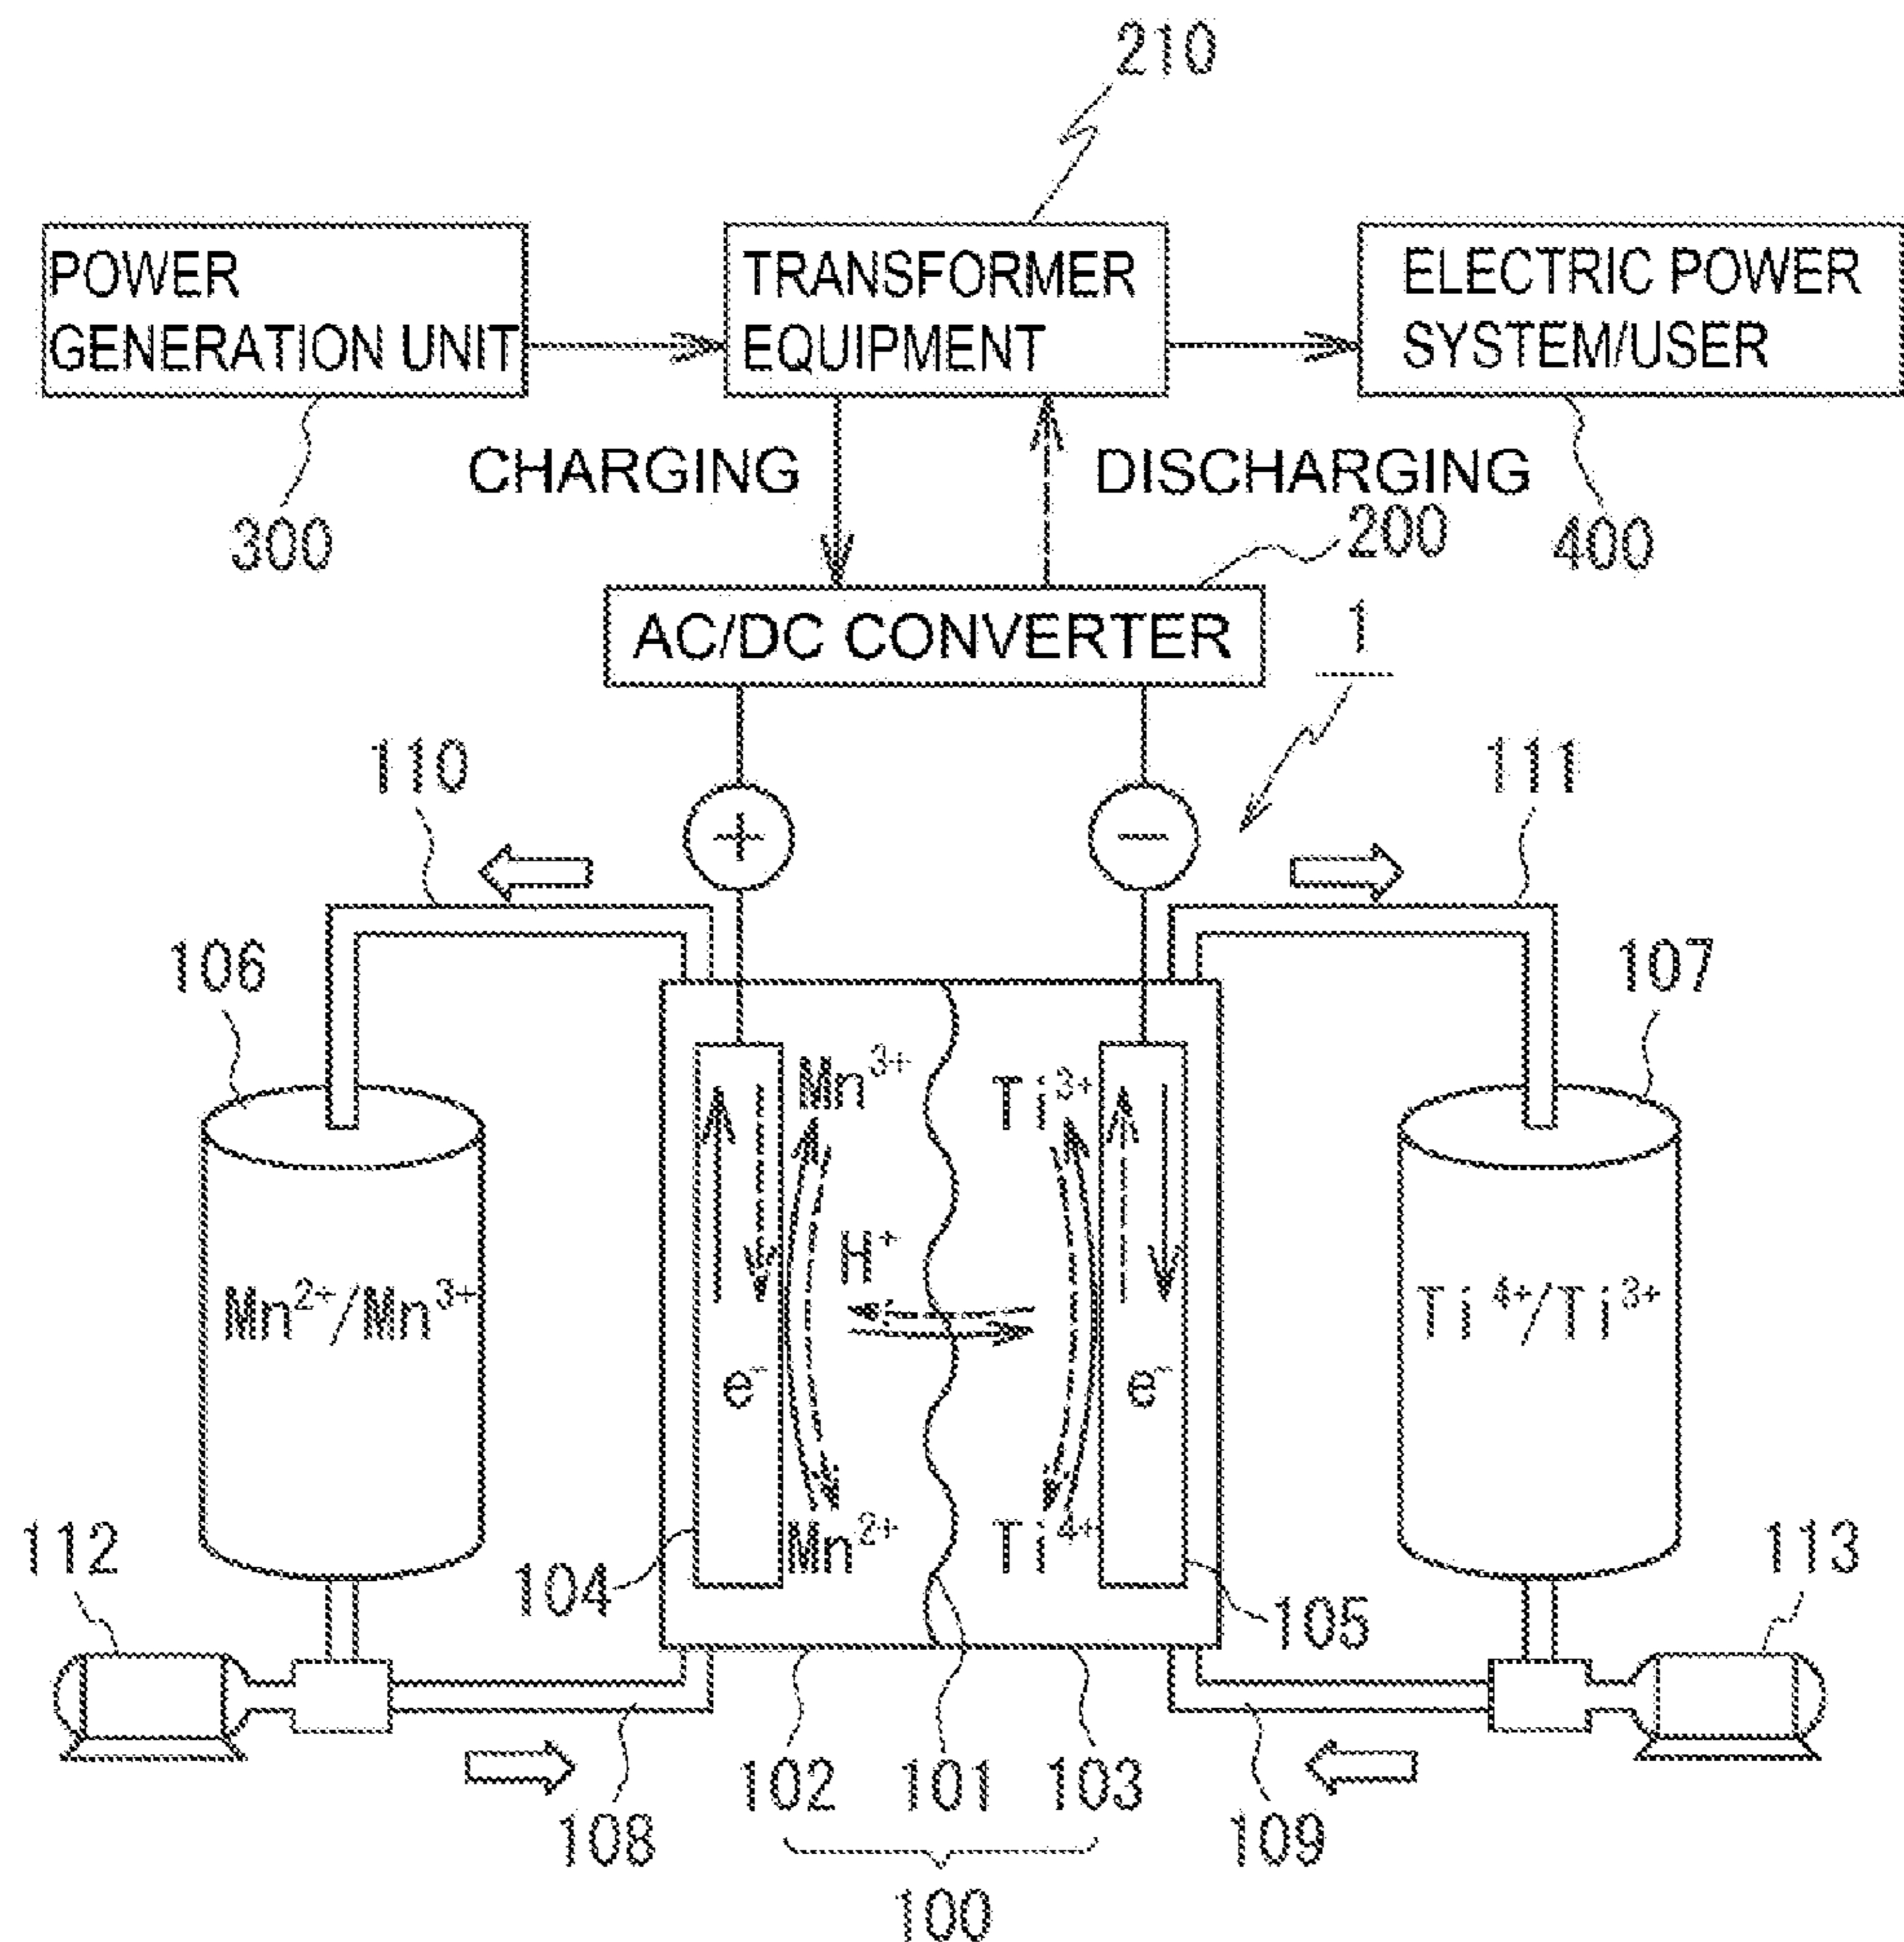 210
POWER
GENERATION UNIT
TRANSFORMER
EQUIPMENT
ELECTRIC POWER
SYSTEM/USER
CHARGING
DISCHARGING
300
200
400
AC/DC CONVERTER
1
110
111
+
−
106
107
Mn³⁺
Ti³⁺
H⁺
Mn²⁺/Mn³⁺
Ti⁴⁺/Ti³⁺
e⁻
e⁻
Mn²⁺
Ti⁴⁺
112
104
105
113
102
101
103
108
109
100